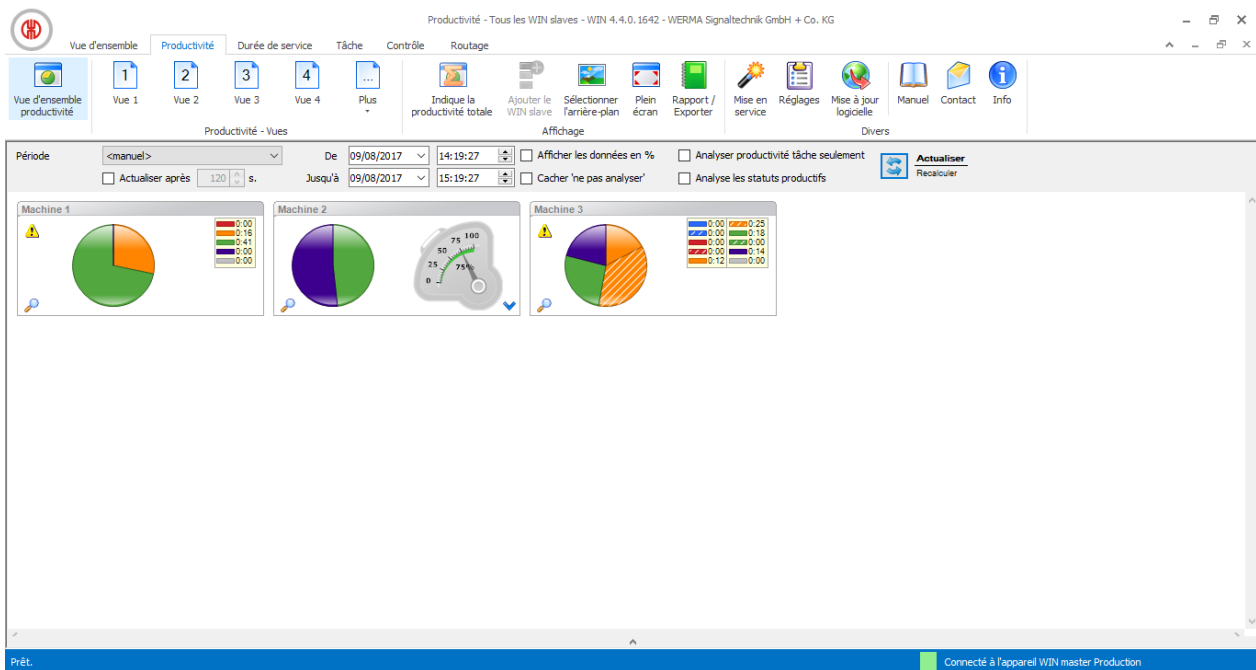 Productivité - Tous les WIN slaves - WIN 4.4.0.1642 - WERMA Signaltechnik GmbH + Co. KG
Vue d'ensemble Productivité Durée de service Tâche Contrôle Routage
Vue d'ensemble productivité
1 Vue 1
2 Vue 2
3 Vue 3
4 Vue 4
... Plus
Productivité - Vues
Indique la productivité totale
Ajouter le WIN slave
Sélectionner l'arrière-plan
Plein écran
Rapport / Exporter
Affichage
Mise en service
Réglages
Mise à jour logicielle
Manuel
Contact
Info
Divers
Période <manuel> De 09/08/2017 14:19:27 Afficher les données en % Analyser productivité tâche seulement
Actualiser après 120 s. Jusqu'à 09/08/2017 15:19:27 Cacher 'ne pas analyser' Analyse les statuts productifs
Actualiser
Recalculer
Machine 1
0:00
0:16
0:41
0:00
0:00
Machine 2
0 25 50 75 100
75%
Machine 3
0:00 0:25
0:00 0:18
0:00 0:00
0:00 0:14
0:12 0:00
Prêt.
Connecté à l'appareil WIN master Production